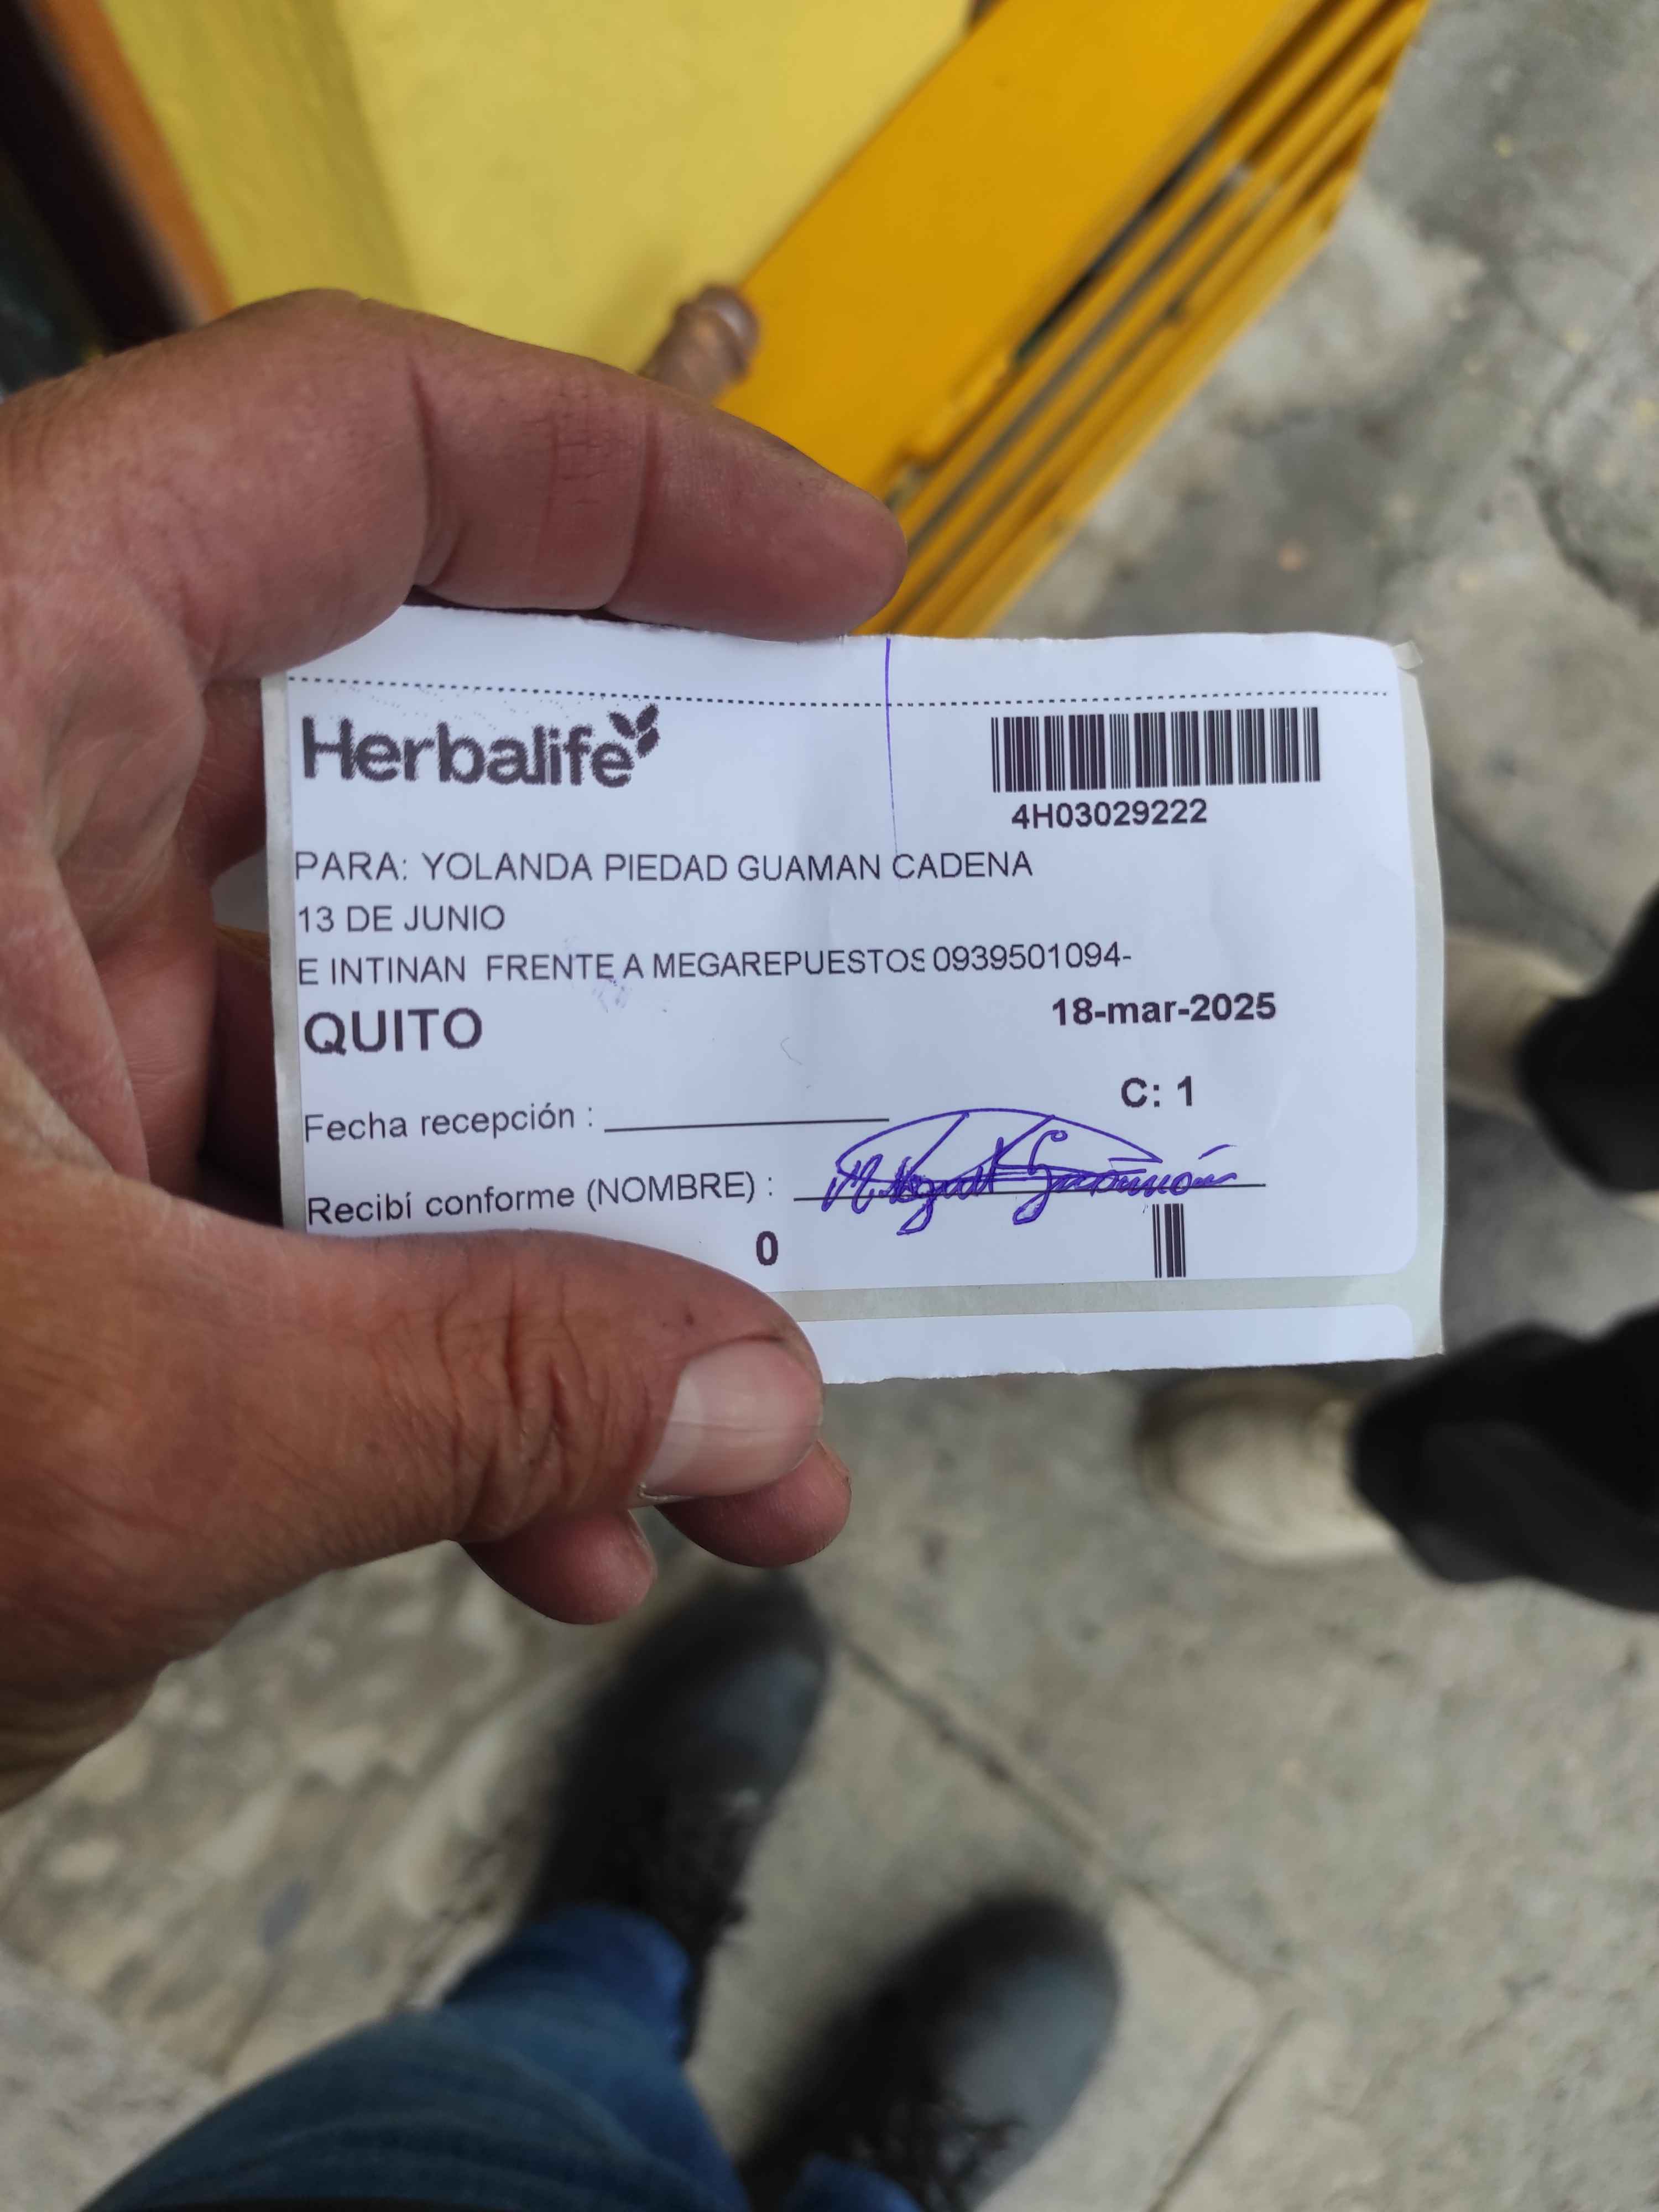 Herbalife
4H03029222
PARA: YOLANDA PIEDAD GUAMAN CADENA
13 DE JUNIO
E INTINAN FRENTE A MEGAREPUESTOS 0939501094-
QUITO
18-mar-2025
C: 1
Fecha recepción :
Recibí conforme (NOMBRE) :
0